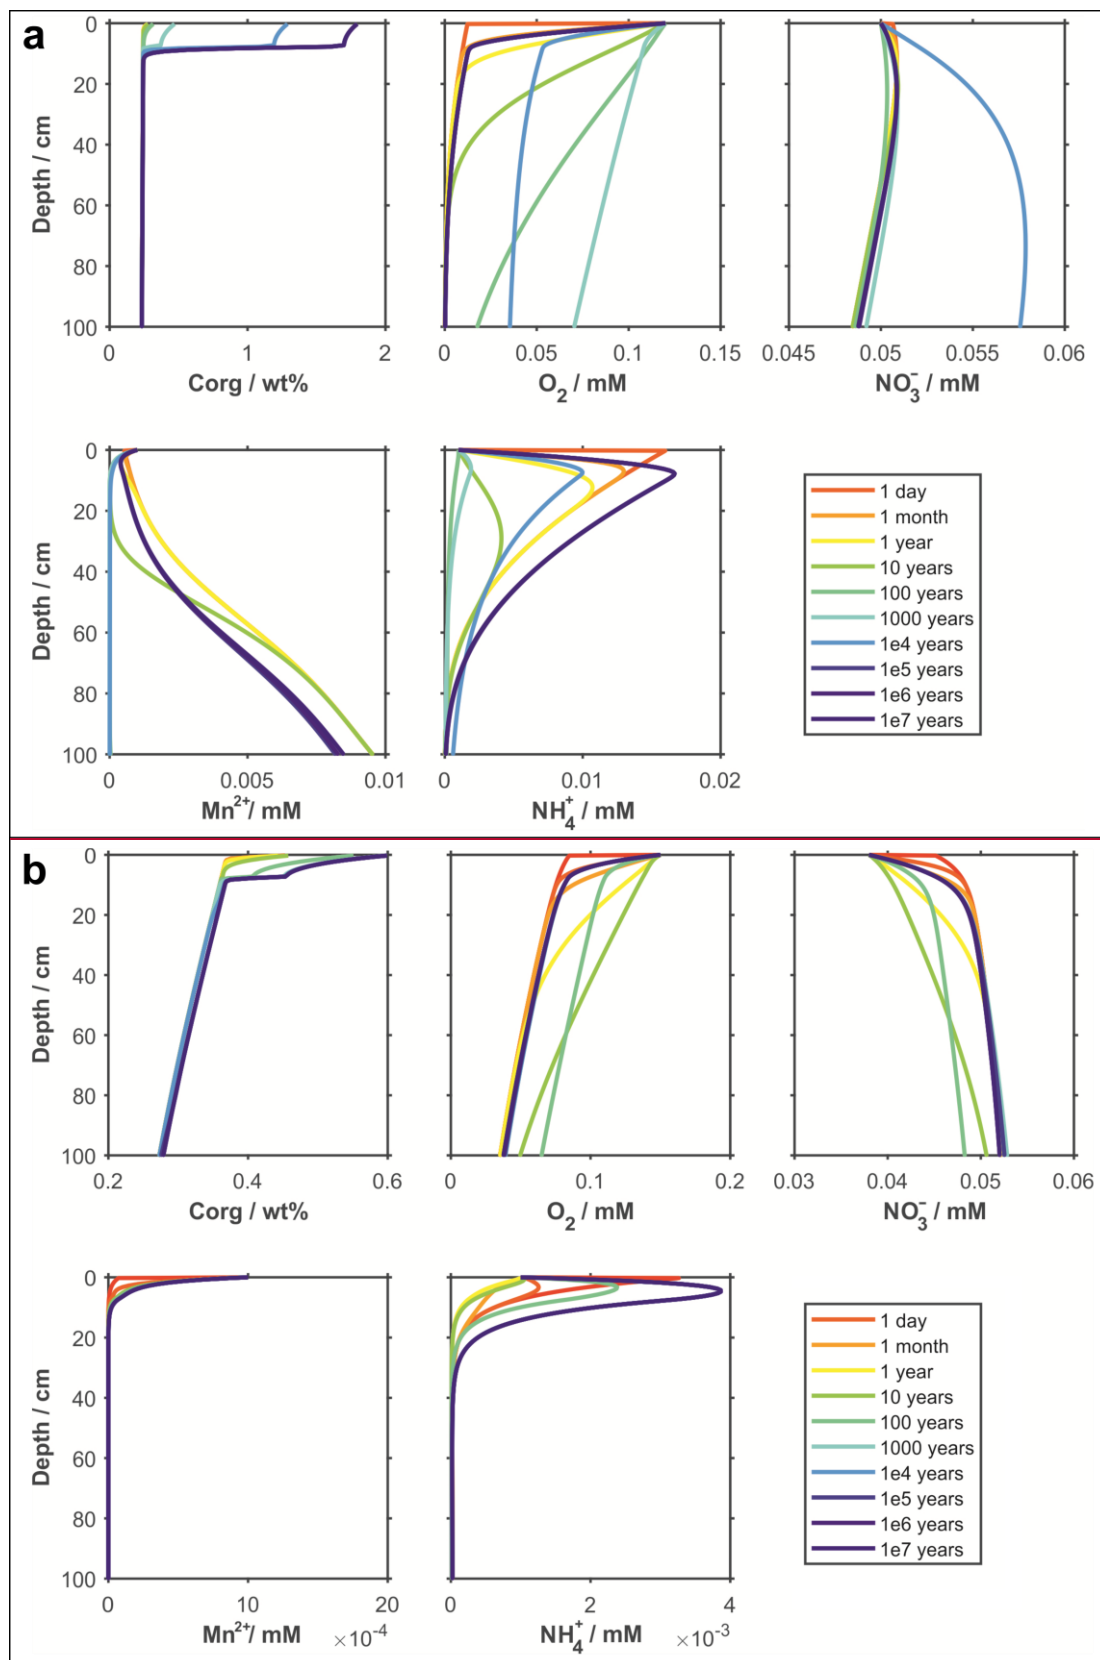 a
0
20
40
60
80
100
Depth / cm
0 1 2
Corg / wt%
0 0.05 0.1 0.15
O₂ / mM
0.045 0.05 0.055 0.06
NO₃⁻ / mM
0
20
40
60
80
100
Depth / cm
0 0.005 0.01
Mn²⁺/ mM
0 0.01 0.02
NH₄⁺ / mM
1 day
1 month
1 year
10 years
100 years
1000 years
1e4 years
1e5 years
1e6 years
1e7 years
b
0
20
40
60
80
100
Depth / cm
0.2 0.4 0.6
Corg / wt%
0 0.1 0.2
O₂ / mM
0.03 0.04 0.05 0.06
NO₃⁻ / mM
0
20
40
60
80
100
Depth / cm
0 10 20
Mn²⁺/ mM ×10⁻⁴
0 2 4
NH₄⁺ / mM ×10⁻³
1 day
1 month
1 year
10 years
100 years
1000 years
1e4 years
1e5 years
1e6 years
1e7 years